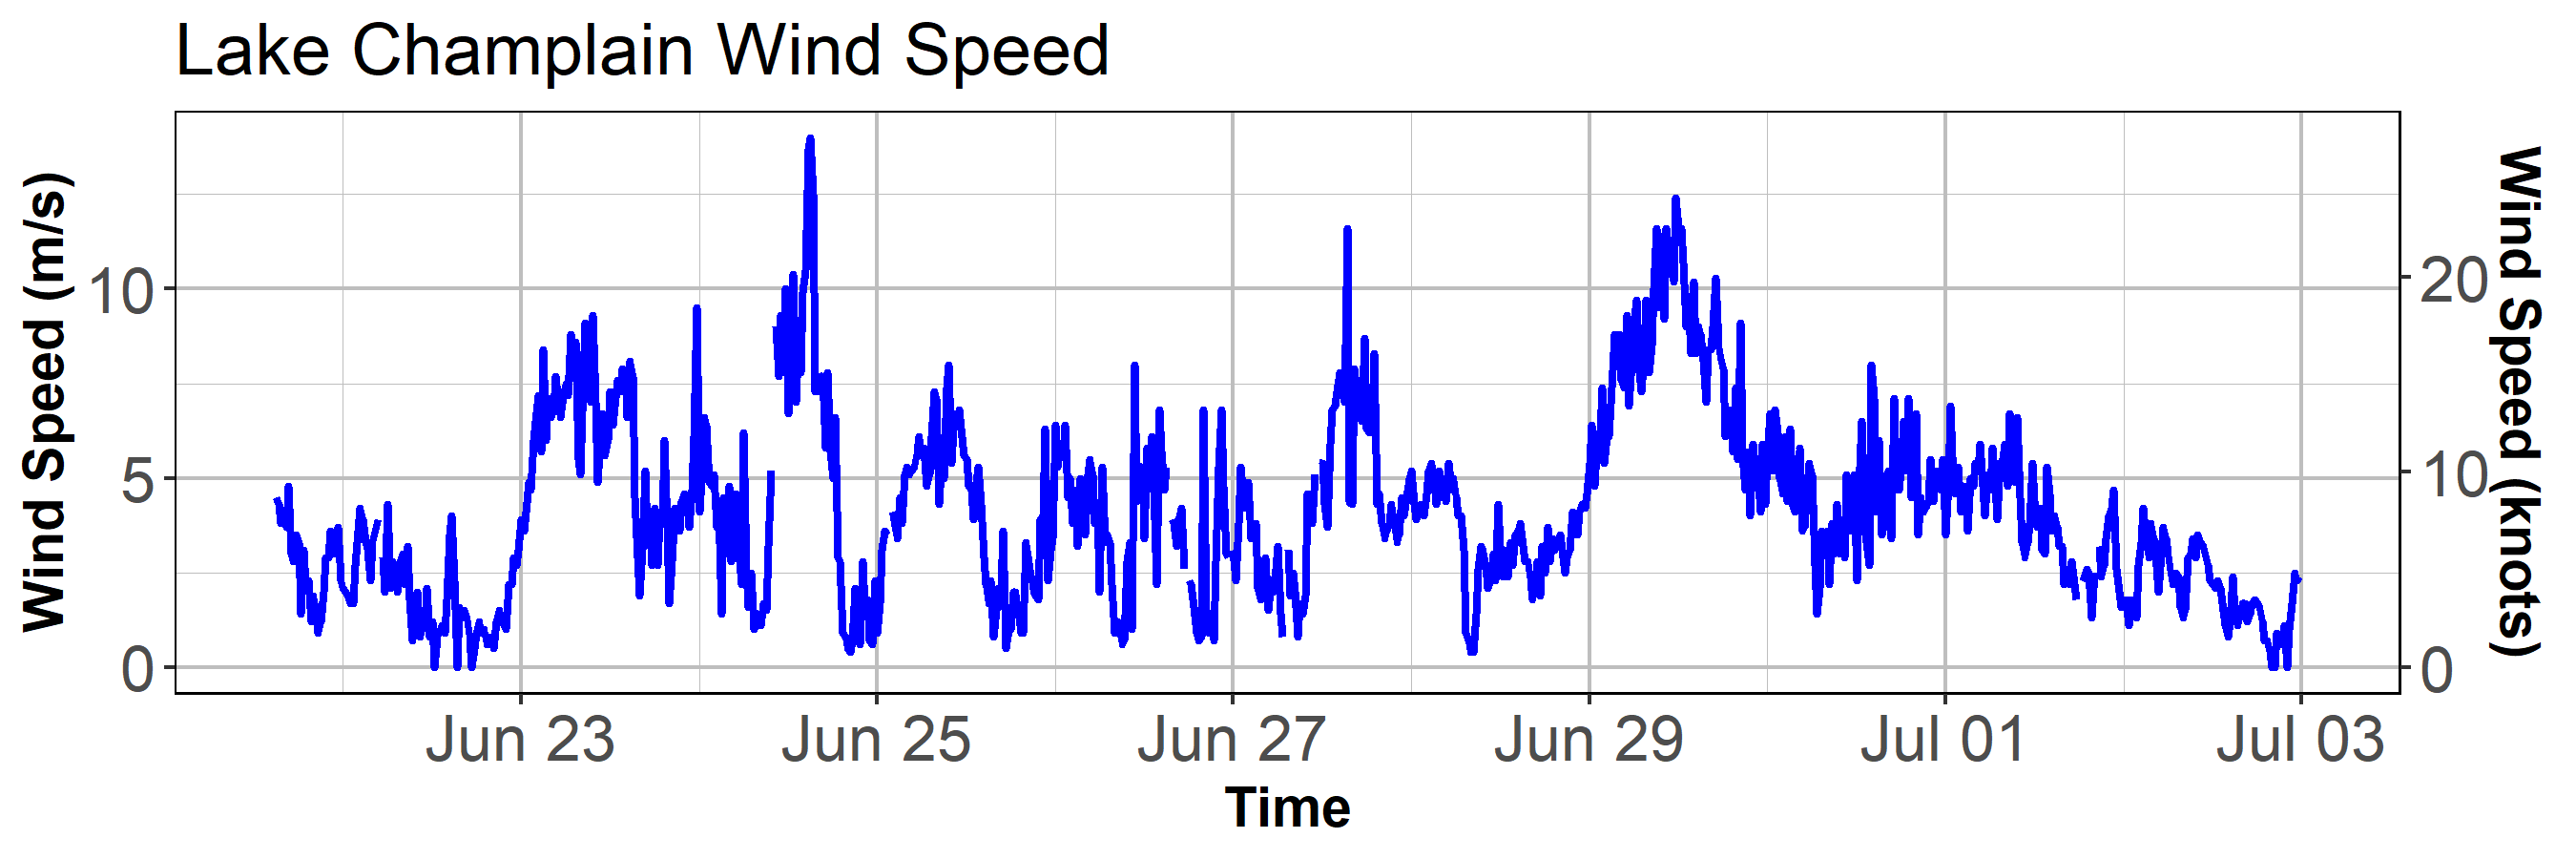 Lake Champlain Wind Speed
Wind Speed (m/s)
10
5
0
20
10
0
Wind Speed (knots)
Jun 23
Jun 25
Jun 27
Jun 29
Jul 01
Jul 03
Time